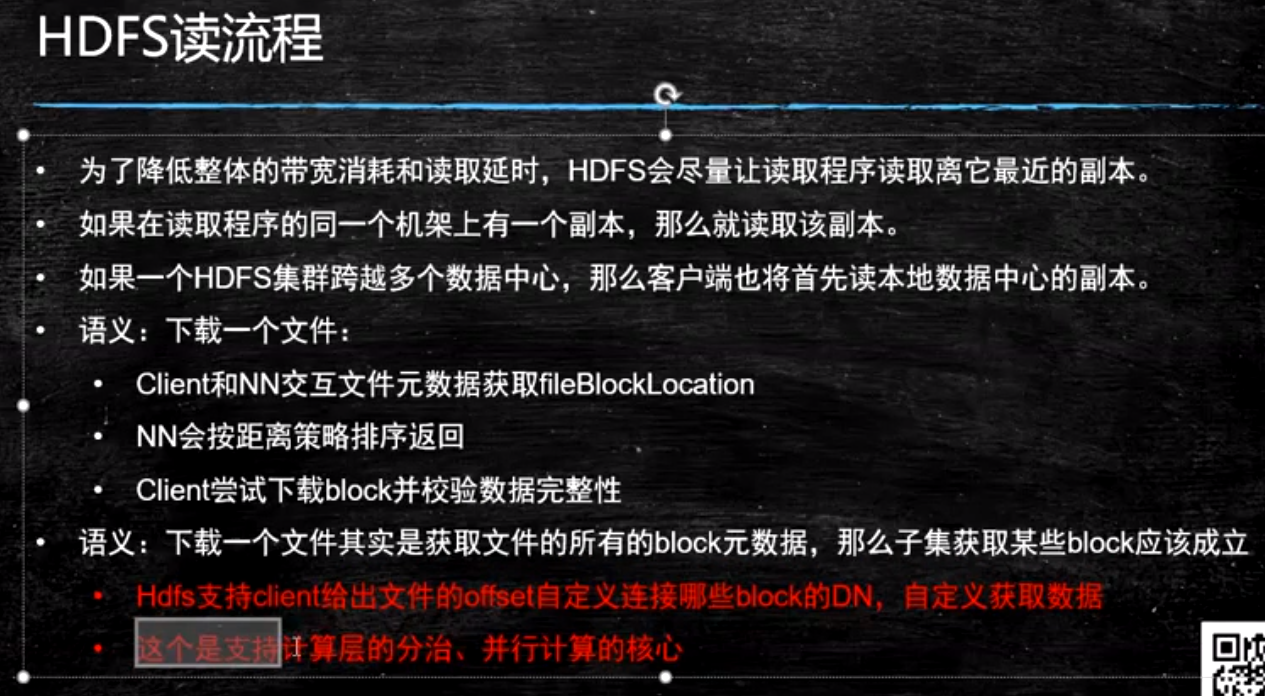 HDFS读流程
• 为了降低整体的带宽消耗和读取延时，HDFS会尽量让读取程序读取离它最近的副本。
• 如果在读取程序的同一个机架上有一个副本，那么就读取该副本。
• 如果一个HDFS集群跨越多个数据中心，那么客户端也将首先读本地数据中心的副本。
• 语义：下载一个文件：
• Client和NN交互文件元数据获取fileBlockLocation
• NN会按距离策略排序返回
• Client尝试下载block并校验数据完整性
• 语义：下载一个文件其实是获取文件的所有的block元数据，那么子集获取某些block应该成立
• Hdfs支持client给出文件的offset自定义连接哪些block的DN，自定义获取数据
• 这个是支持计算层的分治、并行计算的核心